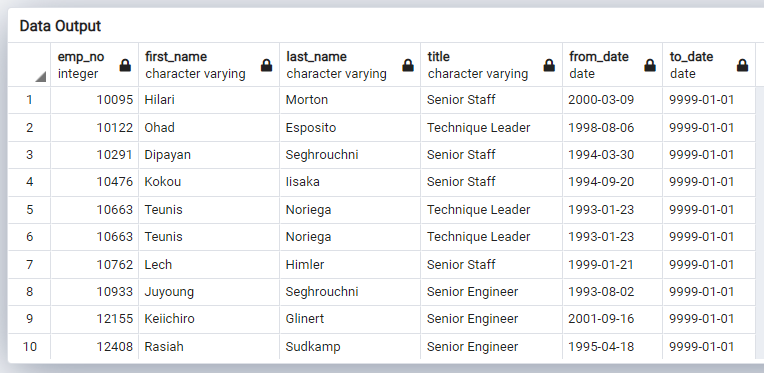 Data Output
emp_no first_name last_name title from_date to_date
integer character varying character varying character varying date date
1 10095 Hilari Morton Senior Staff 2000-03-09 9999-01-01
2 10122 Ohad Esposito Technique Leader 1998-08-06 9999-01-01
3 10291 Dipayan Seghrouchni Senior Staff 1994-03-30 9999-01-01
4 10476 Kokou Iisaka Senior Staff 1994-09-20 9999-01-01
5 10663 Teunis Noriega Technique Leader 1993-01-23 9999-01-01
6 10663 Teunis Noriega Technique Leader 1993-01-23 9999-01-01
7 10762 Lech Himler Senior Staff 1999-01-21 9999-01-01
8 10933 Juyoung Seghrouchni Senior Engineer 1993-08-02 9999-01-01
9 12155 Keiichiro Glinert Senior Engineer 2001-09-16 9999-01-01
10 12408 Rasiah Sudkamp Senior Engineer 1995-04-18 9999-01-01